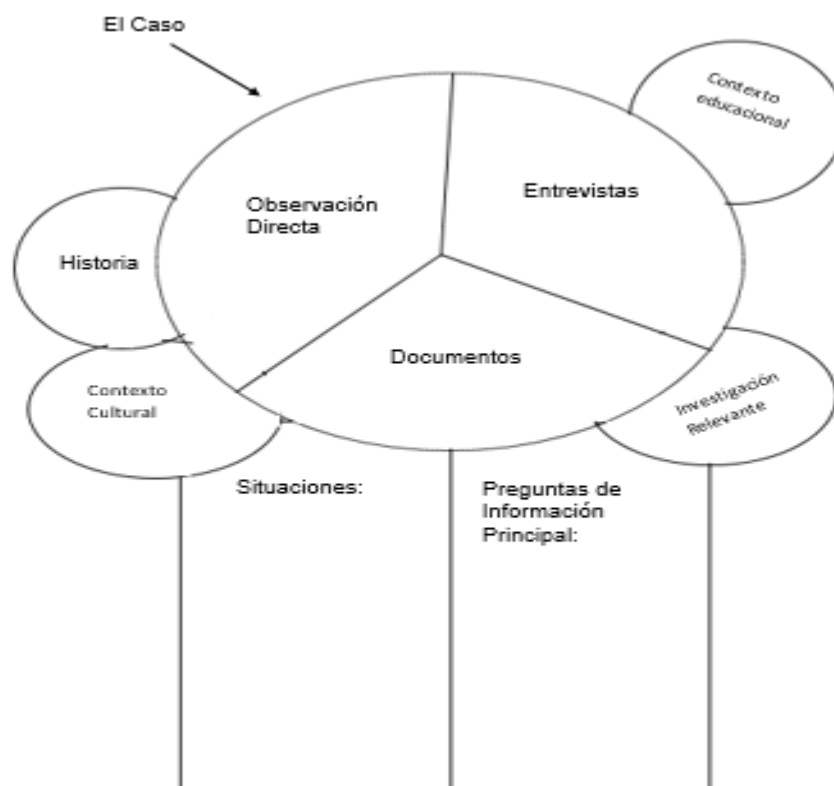 El Caso
Contexto
educacional
Observación
Directa
Entrevistas
Historia
Documentos
Contexto
Cultural
Investigación
Relevante
Situaciones:
Preguntas de
Información
Principal: